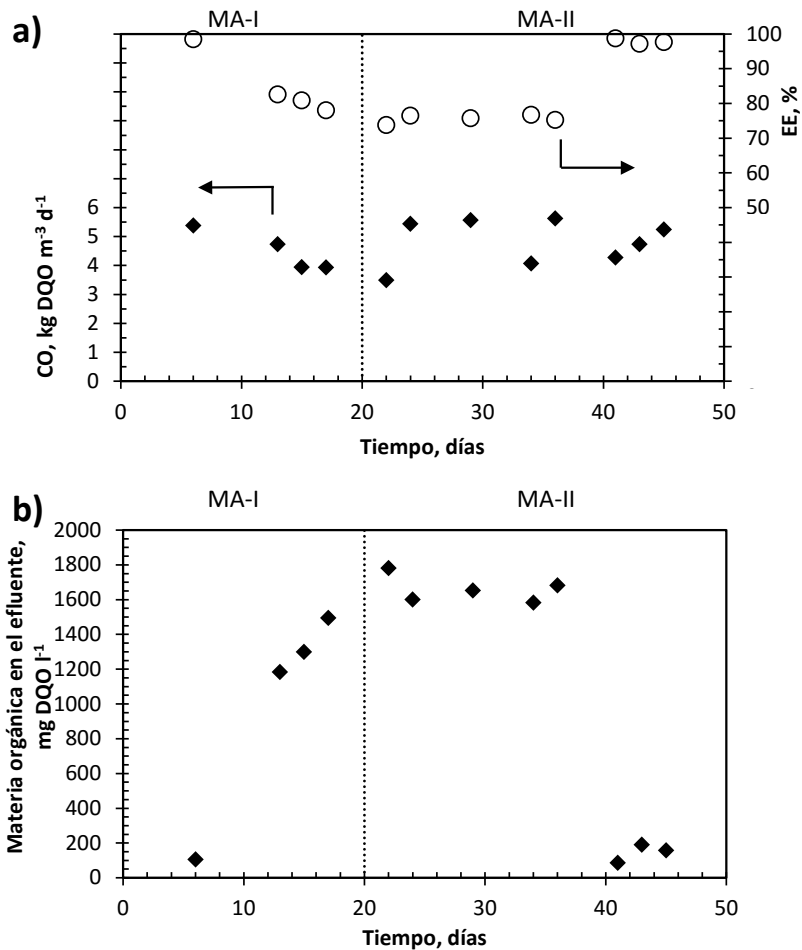 MA-I MA-II
a)
100
90
80
70
60
50
EE, %
6
5
4
3
2
1
0
CO, kg DQO m-3 d-1
0 10 20 30 40 50
Tiempo, días
MA-I MA-II
b)
2000
1800
1600
1400
1200
1000
800
600
400
200
0
Materia orgánica en el efluente,
mg DQO l-1
0 10 20 30 40 50
Tiempo, días